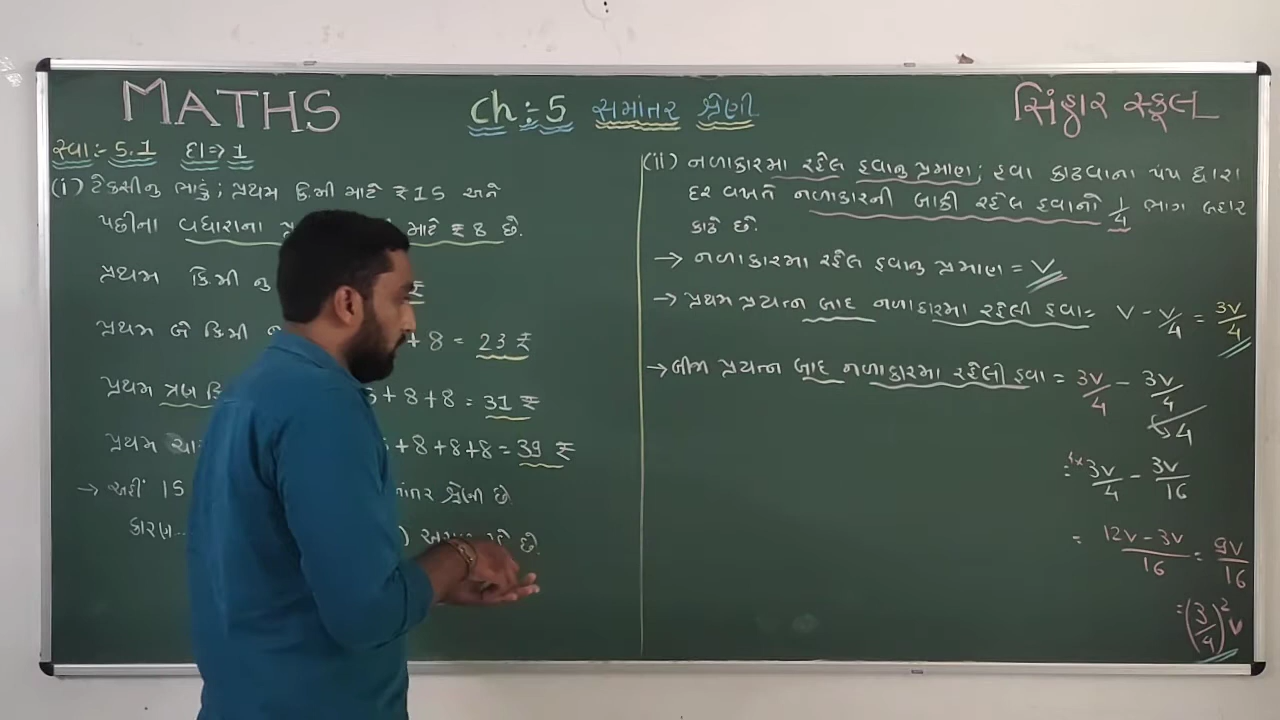 MATHS
ch:-5 સમાંતર શ્રેણી
સિંહાર સ્કૂલ
સ્વા:- 5.1 દા⇒ 1
(i) ટેક્સીનુ ભાડું; પ્રથમ કિમી માટે ₹15 અને
પછીના વધારાના માટે ₹8 છે.
પ્રથમ કિ.મી નુ ₹
પ્રથમ બે કિમી + 8 = 23 ₹
પ્રથમ ત્રણ + 8 + 8 = 31 ₹
પ્રથમ + 8 + 8 + 8 = 39 ₹
→ અહીં 15 શ્રેણી છે
કારણ.. છે.
(ii) નળાકારમા રહેલ હવાનુ પ્રમાણ; હવા કાઢવાના પંપ દ્વારા
દર વખતે નળાકારની બાકી રહેલ હવાનો 1/4 ભાગ બહાર
કાઢે છે.
→ નળાકારમા રહેલ હવાનુ પ્રમાણ = V
→ પ્રથમ પ્રયત્ન બાદ નળાકારમા રહેલી હવા = V - V/4 = 3V/4
→ બીજા પ્રયત્ન બાદ નળાકારમા રહેલી હવા = 3V/4 - 3V/4
↳ 4
= 4× 3V/4 - 3V/16
= 12V - 3V/16 = 9V/16
= (3/4)² V